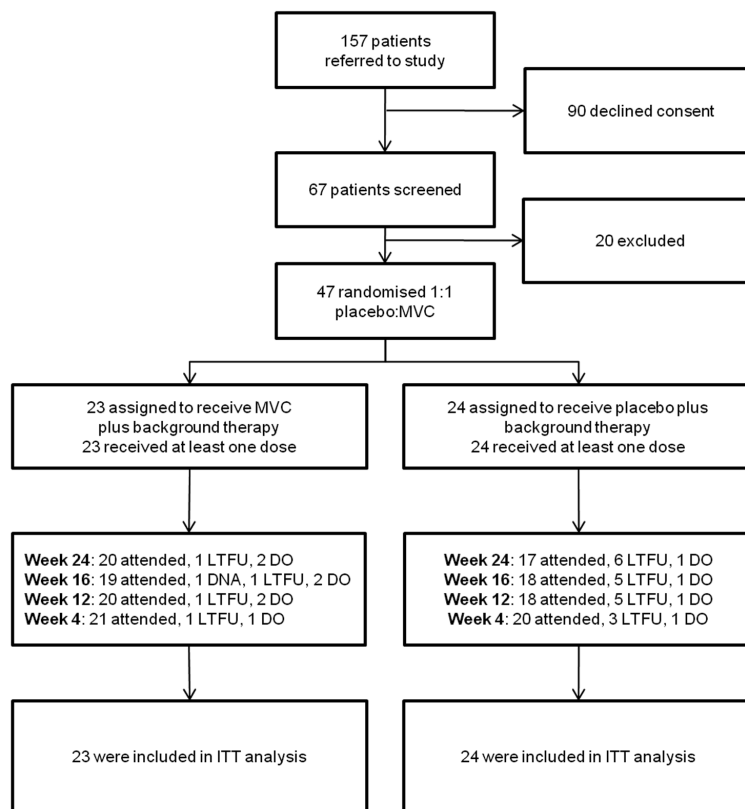 157 patients
referred to study
90 declined consent
67 patients screened
20 excluded
47 randomised 1:1
placebo:MVC
23 assigned to receive MVC
plus background therapy
23 received at least one dose
24 assigned to receive placebo plus
background therapy
24 received at least one dose
Week 24: 20 attended, 1 LTFU, 2 DO
Week 16: 19 attended, 1 DNA, 1 LTFU, 2 DO
Week 12: 20 attended, 1 LTFU, 2 DO
Week 4: 21 attended, 1 LTFU, 1 DO
Week 24: 17 attended, 6 LTFU, 1 DO
Week 16: 18 attended, 5 LTFU, 1 DO
Week 12: 18 attended, 5 LTFU, 1 DO
Week 4: 20 attended, 3 LTFU, 1 DO
23 were included in ITT analysis
24 were included in ITT analysis